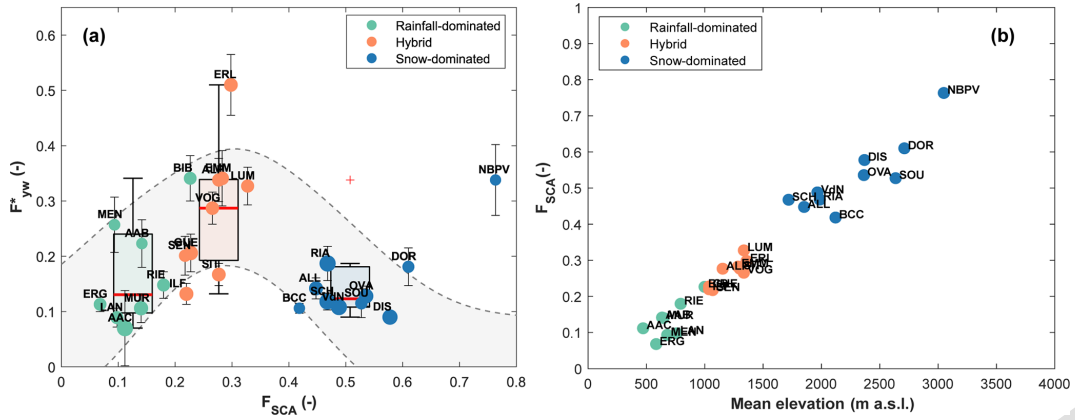 (a)
Rainfall-dominated
Hybrid
Snow-dominated
0.6
0.5
0.4
0.3
0.2
0.1
0
F*yw (-)
ERL
BIB
EMM
LUM
VOG
MEN
AAB
SEN
RIE
ILF
ERG
LAN
MUR
AAC
RIA
DOR
ALL
SCH
OVA
SOU
BCC
VdN
DIS
NBPV
0 0.1 0.2 0.3 0.4 0.5 0.6 0.7 0.8
FSCA (-)
(b)
Rainfall-dominated
Hybrid
Snow-dominated
1
0.9
0.8
0.7
0.6
0.5
0.4
0.3
0.2
0.1
0
FSCA(-)
NBPV
DOR
DIS
OVA
SOU
VdN
SCH
RIA
ALL
BCC
LUM
ERL
VOG
RIE
AAC
MEN
ERG
0 500 1000 1500 2000 2500 3000 3500 4000
Mean elevation (m a.s.l.)